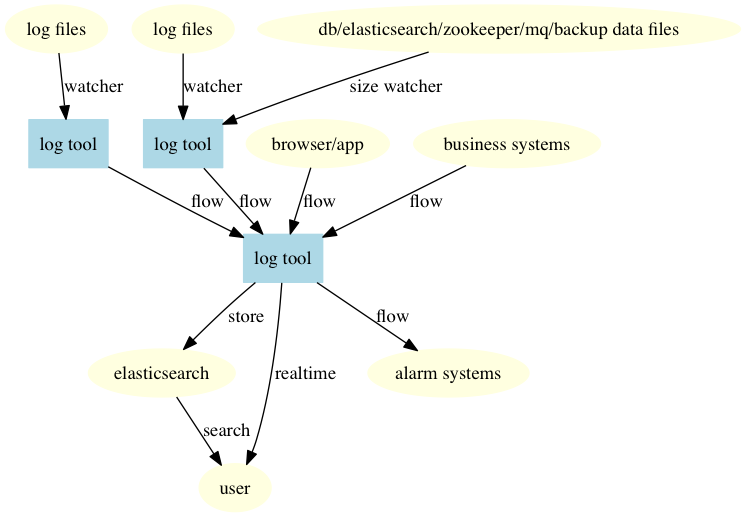 log files
log files
db/elasticsearch/zookeeper/mq/backup data files
watcher
watcher
size watcher
log tool
log tool
browser/app
business systems
flow
flow
flow
flow
log tool
store
flow
elasticsearch
realtime
alarm systems
search
user